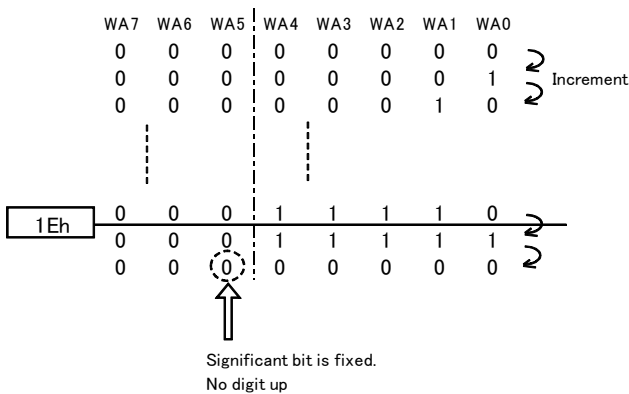 WA7 WA6 WA5 WA4 WA3 WA2 WA1 WA0
0 0 0 0 0 0 0 0
0 0 0 0 0 0 0 1
Increment
0 0 0 0 0 0 1 0
0 0 0 1 1 1 1 0
1Eh
0 0 0 1 1 1 1 1
0 0 0 0 0 0 0 0
Significant bit is fixed.
No digit up